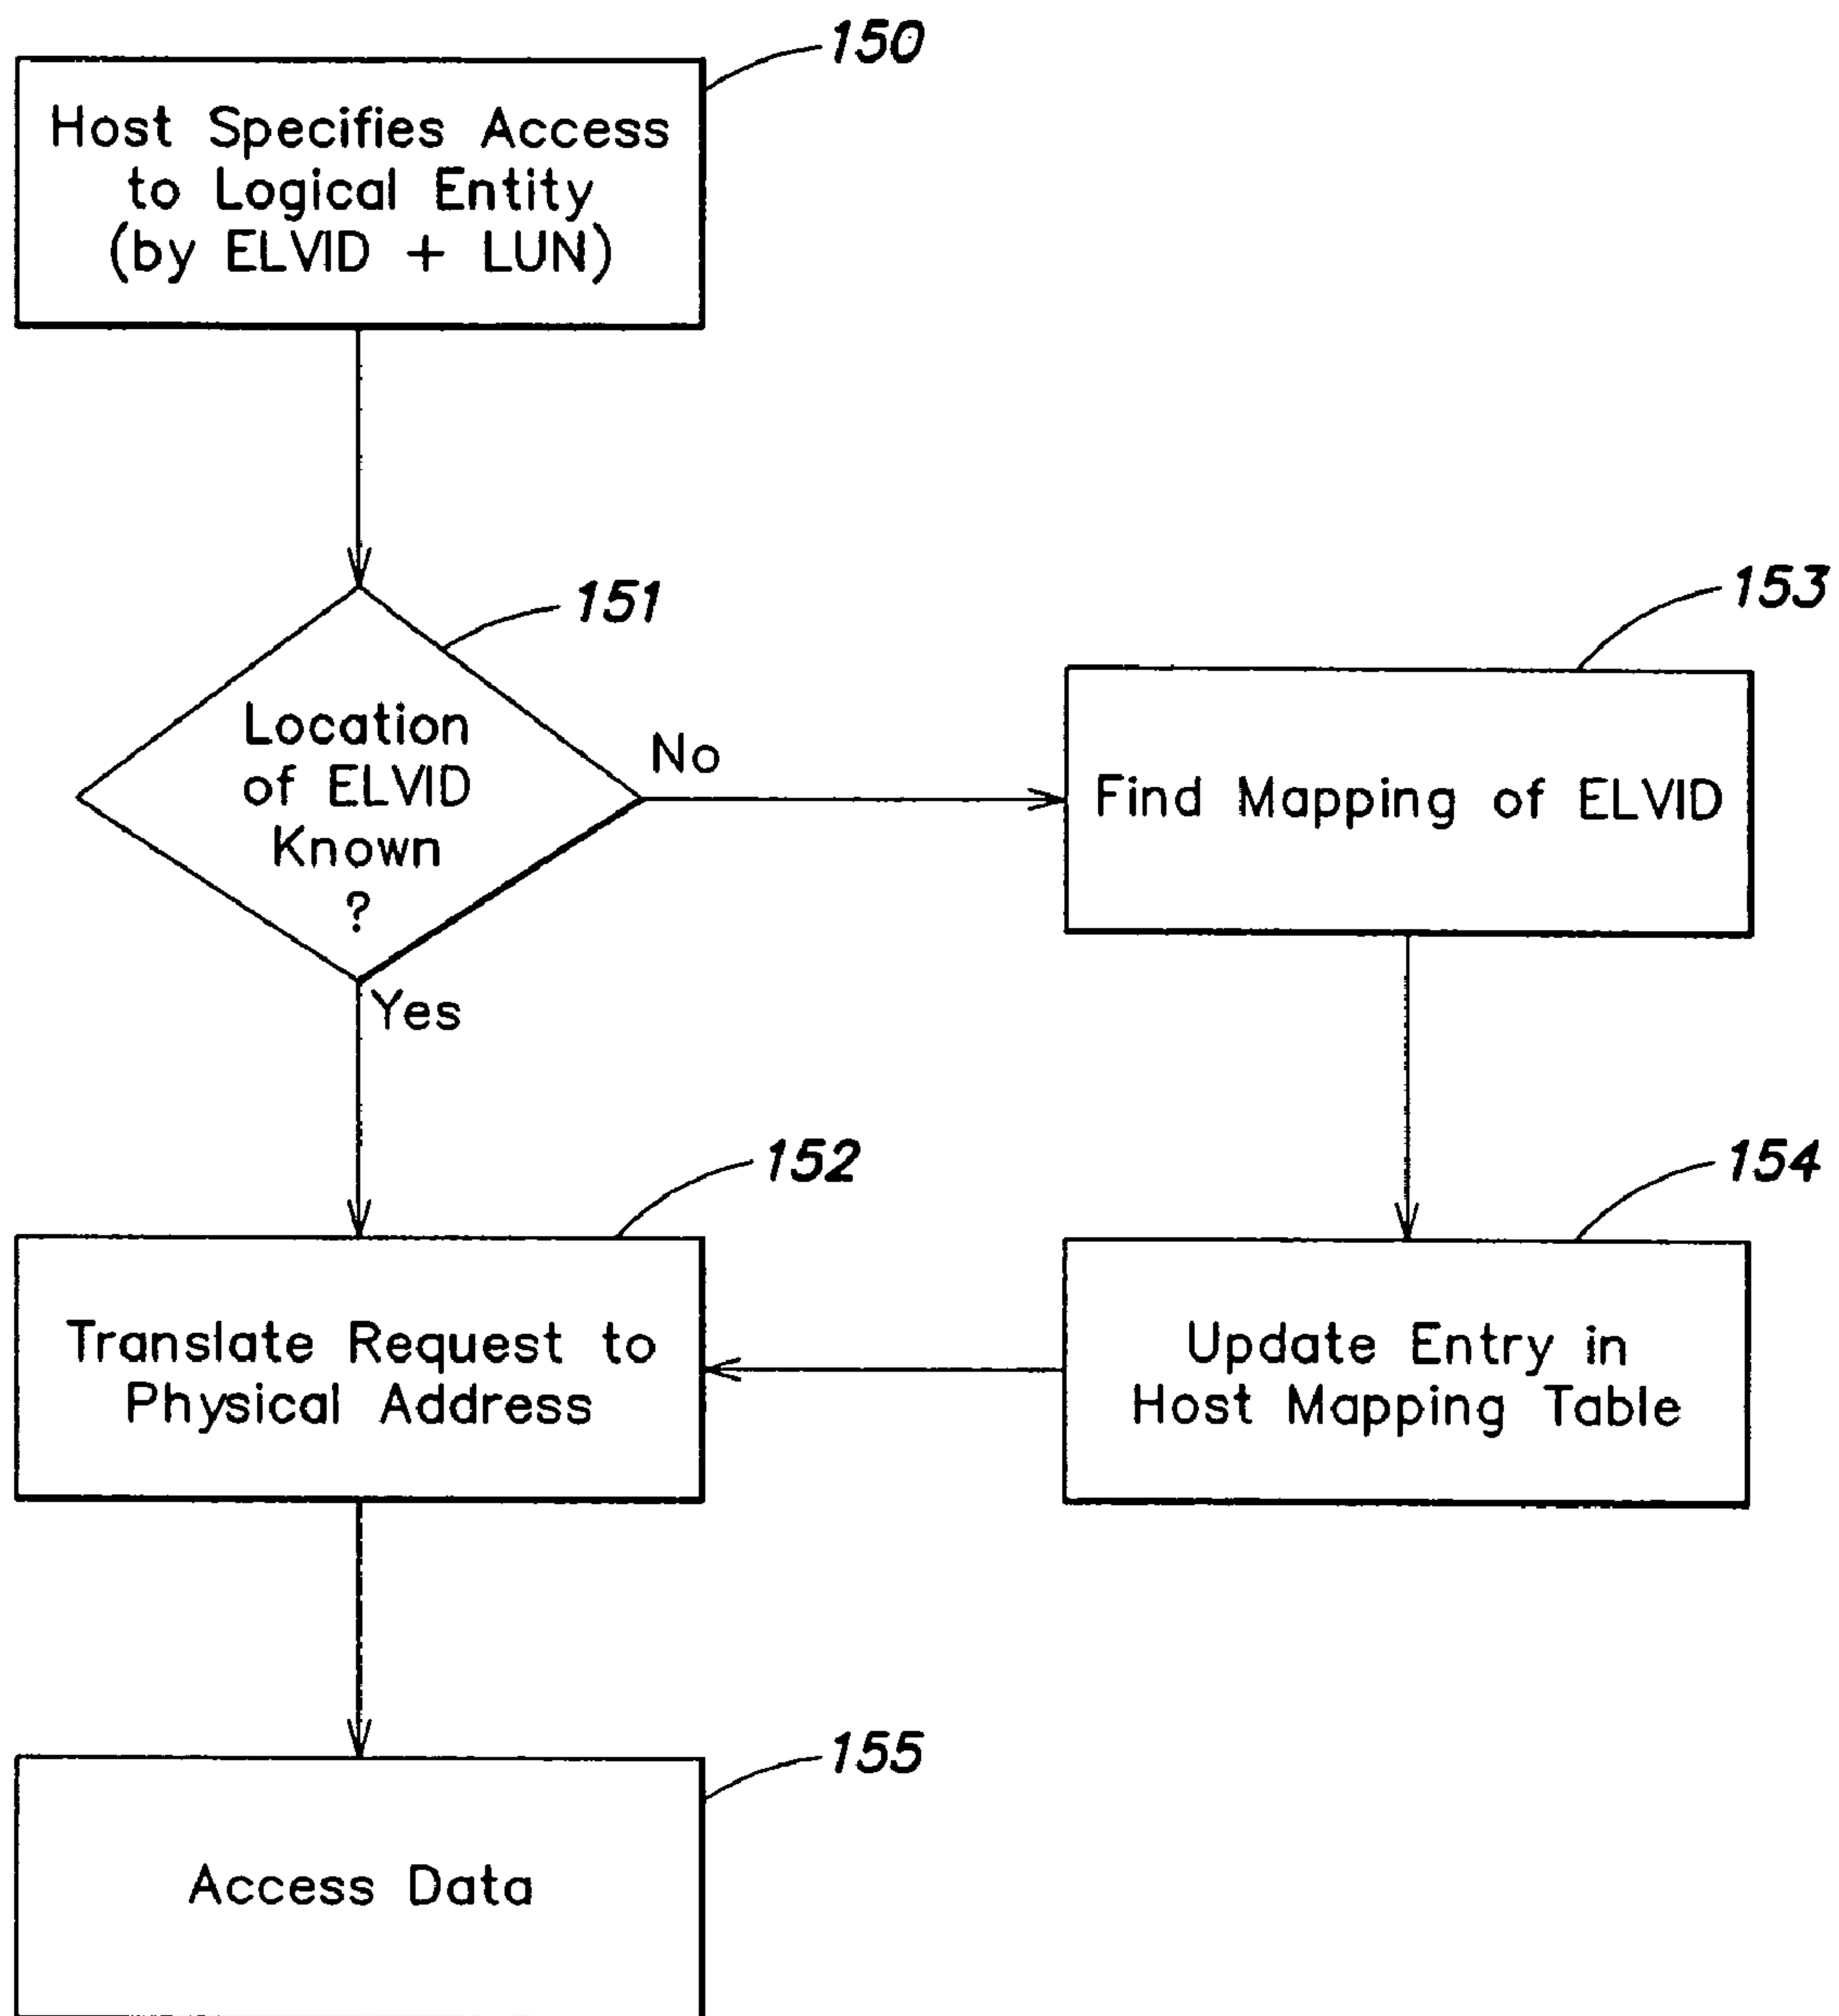 150
Host Specifies Access
to Logical Entity
(by ELVID + LUN)
151
Location
of ELVID
Known
?
No
Yes
153
Find Mapping of ELVID
152
Translate Request to
Physical Address
154
Update Entry in
Host Mapping Table
155
Access Data